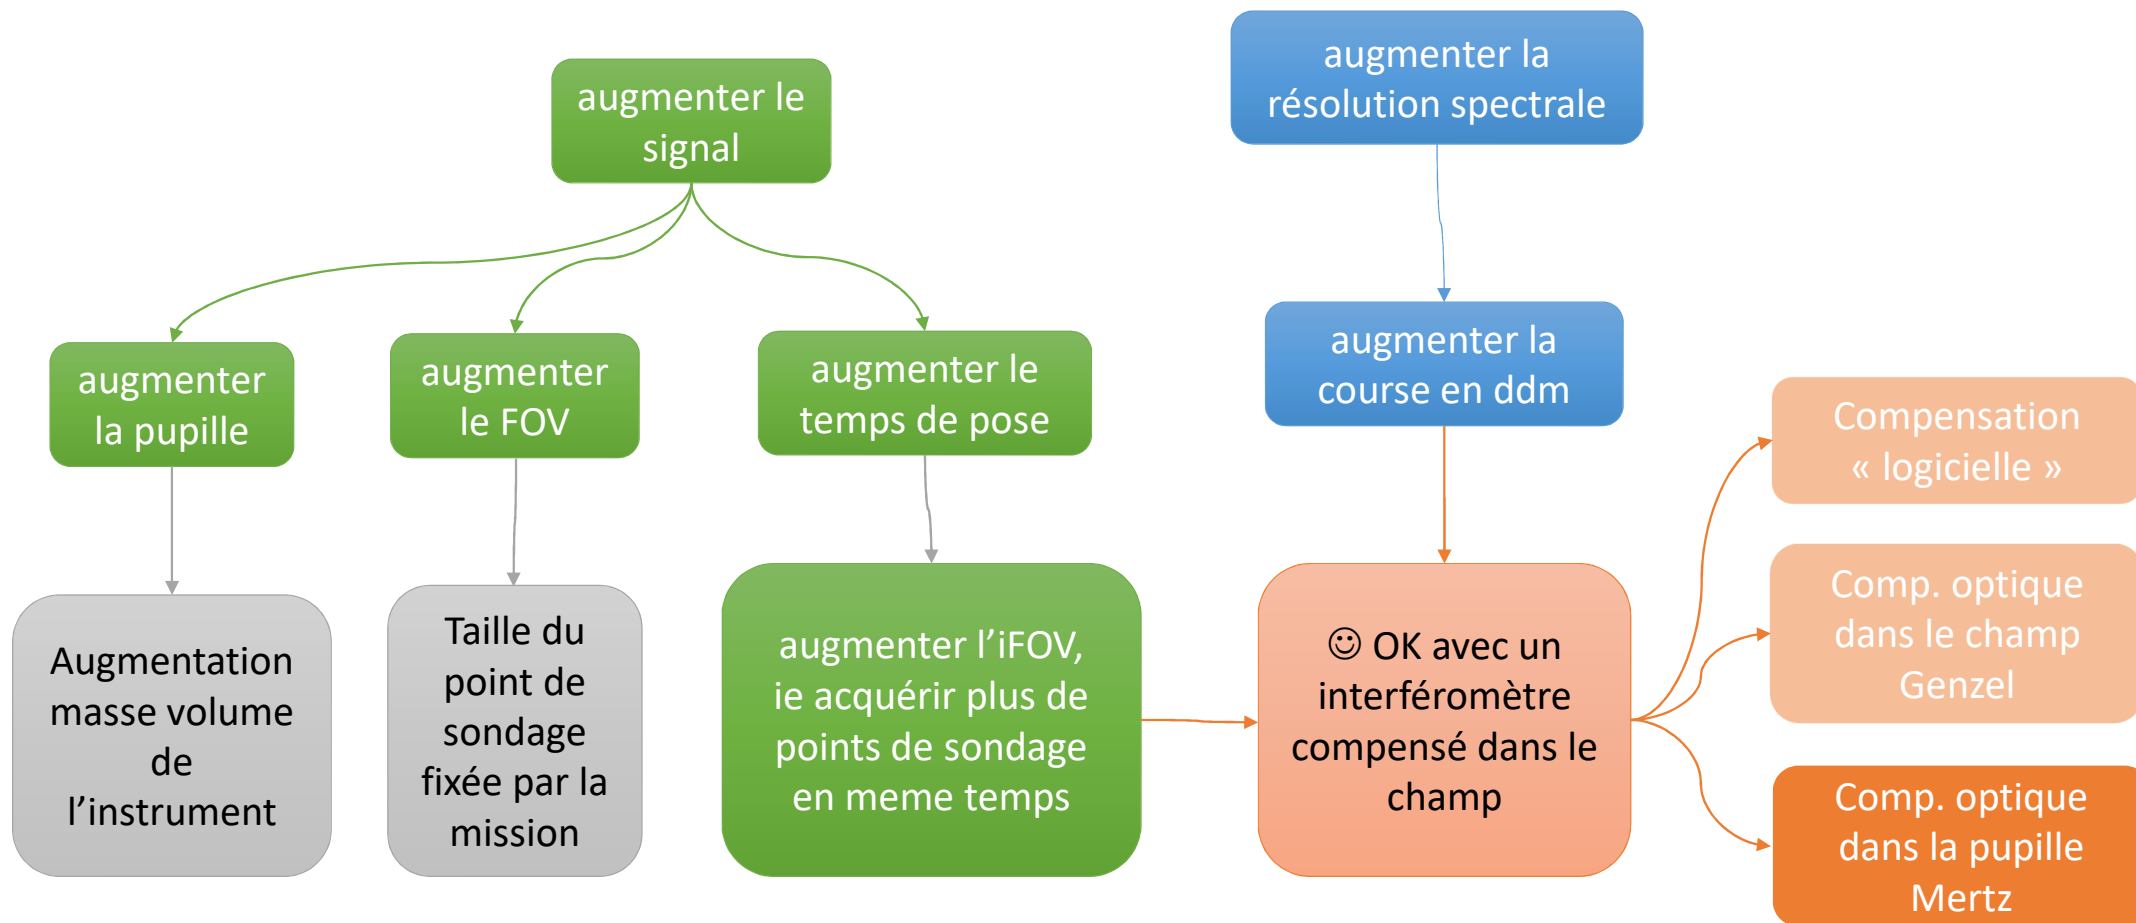 augmenter le
signal
augmenter la
résolution spectrale
augmenter
la pupille
augmenter
le FOV
augmenter le
temps de pose
augmenter la
course en ddm
Augmentation
masse volume
de
l’instrument
Taille du
point de
sondage
fixée par la
mission
augmenter l’iFOV,
ie acquérir plus de
points de sondage
en meme temps
☺ OK avec un
interféromètre
compensé dans le
champ
Compensation
« logicielle »
Comp. optique
dans le champ
Genzel
Comp. optique
dans la pupille
Mertz